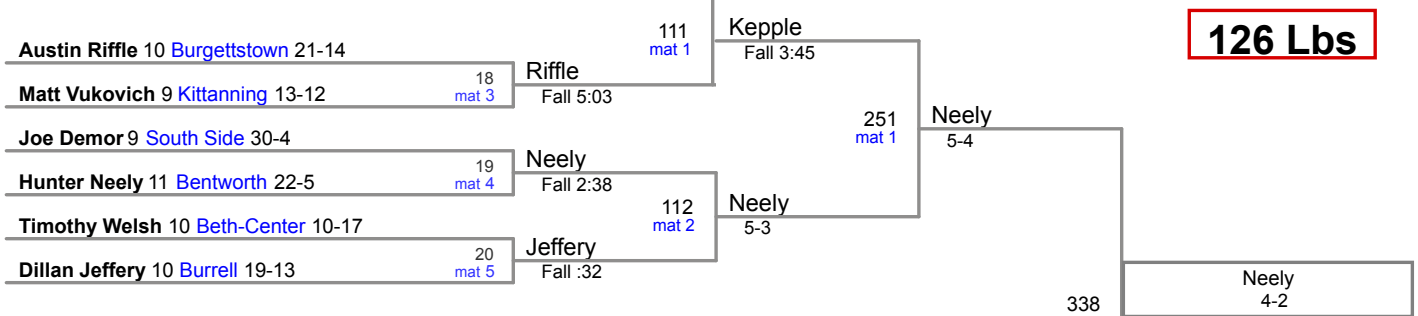 126 Lbs
Austin Riffle 10 Burgettstown 21-14
Matt Vukovich 9 Kittanning 13-12
Joe Demor 9 South Side 30-4
Hunter Neely 11 Bentworth 22-5
Timothy Welsh 10 Beth-Center 10-17
Dillan Jeffery 10 Burrell 19-13
18
mat 3
Riffle
Fall 5:03
19
mat 4
Neely
Fall 2:38
20
mat 5
Jeffery
Fall :32
111
mat 1
Kepple
Fall 3:45
112
mat 2
Neely
5-3
251
mat 1
Neely
5-4
338
Neely
4-2